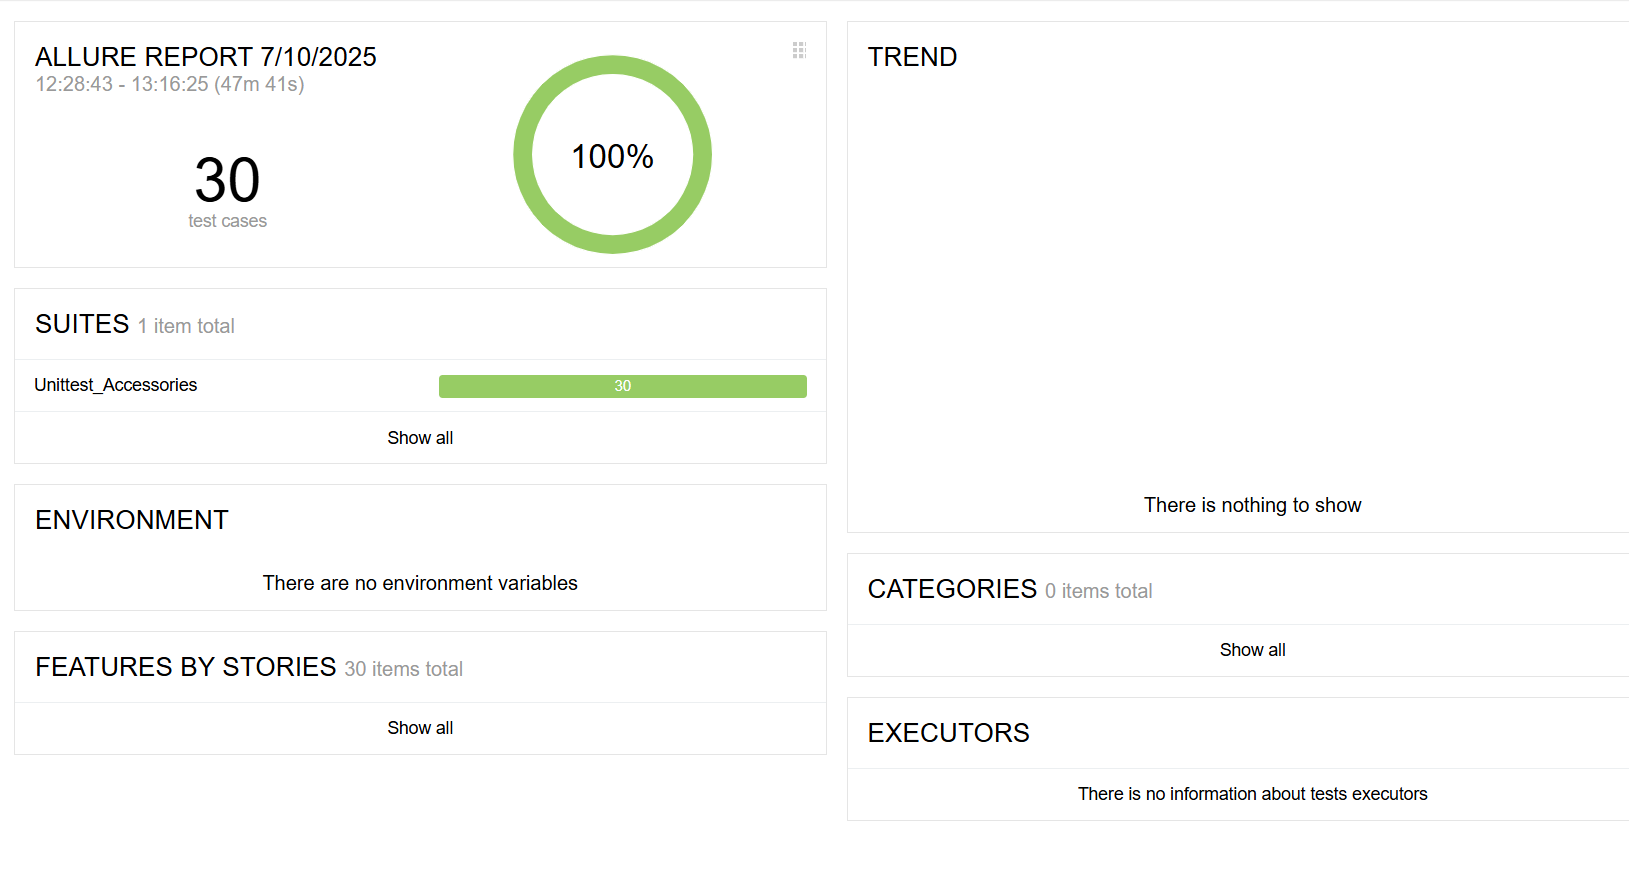 ALLURE REPORT 7/10/2025
12:28:43 - 13:16:25 (47m 41s)
30
test cases
100%
SUITES 1 item total
Unittest_Accessories 30
Show all
ENVIRONMENT
There are no environment variables
FEATURES BY STORIES 30 items total
Show all
TREND
There is nothing to show
CATEGORIES 0 items total
Show all
EXECUTORS
There is no information about tests executors